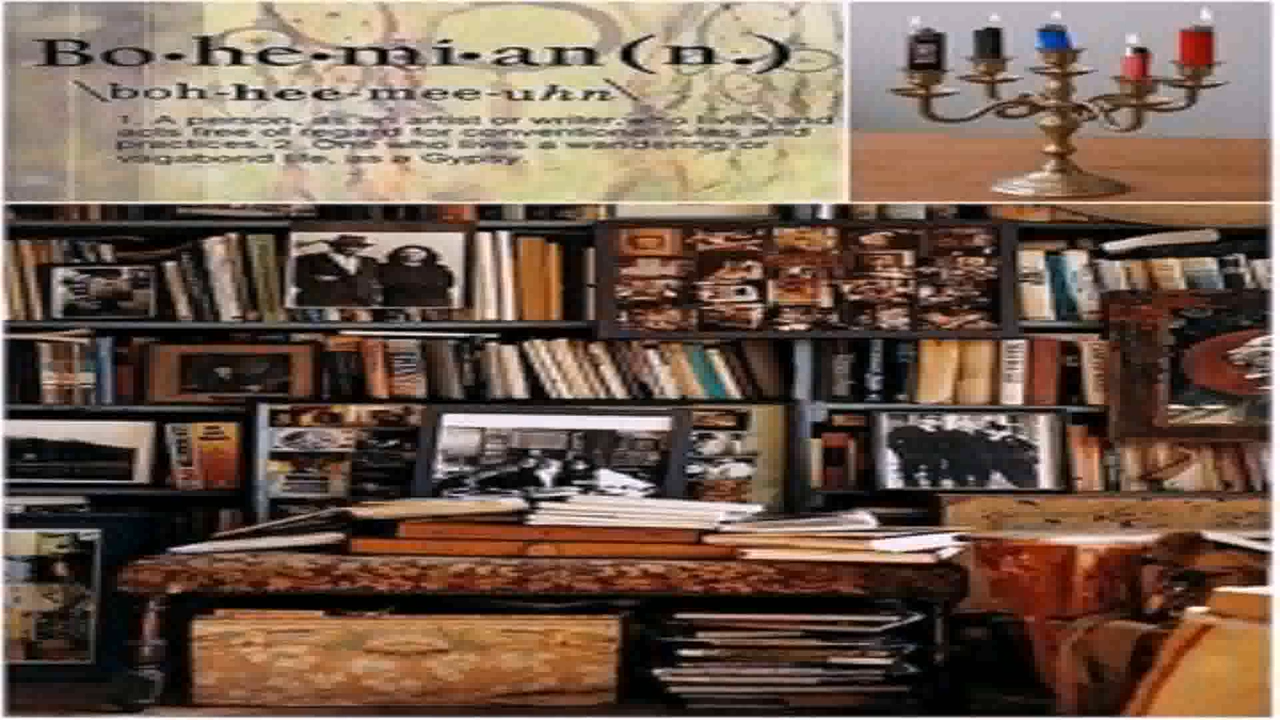 Bo•he•mi•an(n.)
\boh-hee-mee-uhn\
1. A person, as an artist or writer, who lives and
acts free of regard for conventional rules and
practices. 2. One who lives a wandering or
vagabond life, as a Gypsy.